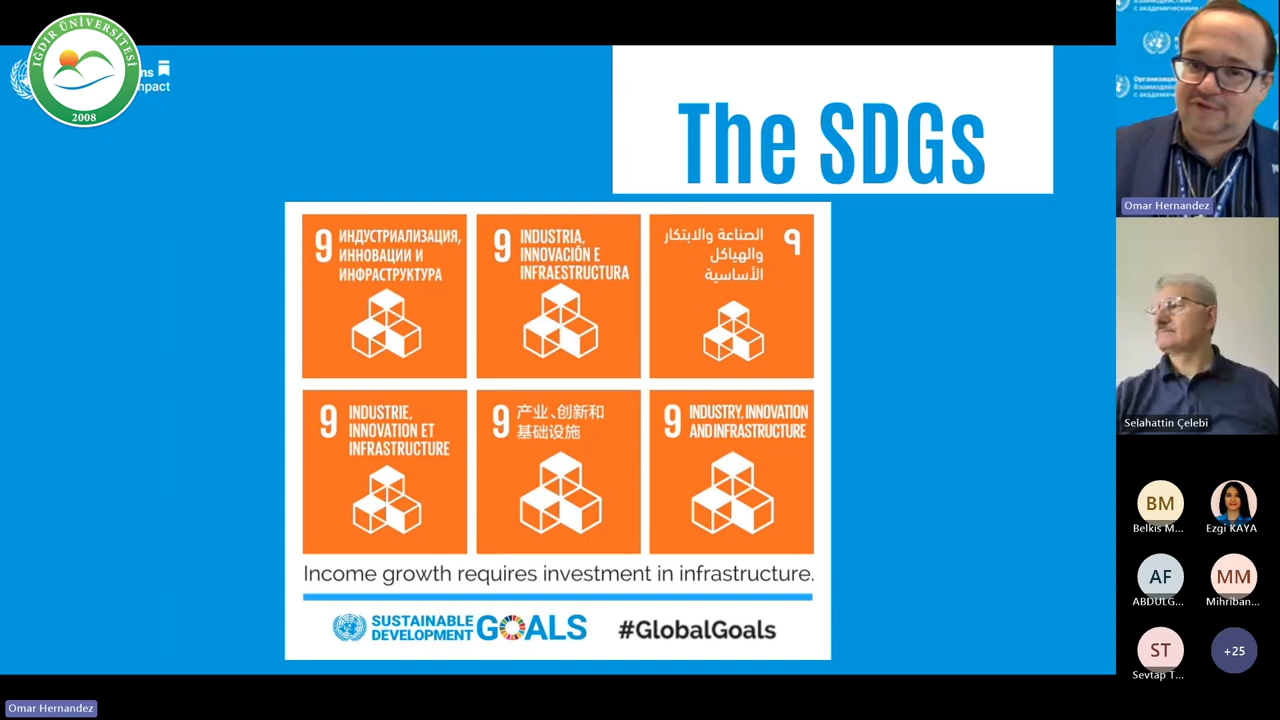 IĞDIR ÜNİVERSİTESİ
2008
The SDGs
9 ИНДУСТРИАЛИЗАЦИЯ,
ИННОВАЦИИ И
ИНФРАСТРУКТУРА
9 INDUSTRIA,
INNOVACIÓN E
INFRAESTRUCTURA
٩ الصناعة والابتكار
والهياكل
الأساسية
9 INDUSTRIE,
INNOVATION ET
INFRASTRUCTURE
9 产业、创新和
基础设施
9 INDUSTRY, INNOVATION
AND INFRASTRUCTURE
Income growth requires investment in infrastructure.
SUSTAINABLE
DEVELOPMENT
GOALS
#GlobalGoals
Omar Hernandez
Selahattin Çelebi
BM
Belkis M...
Ezgi KAYA
AF
ABDULG...
MM
Mihriban...
ST
Sevtap T...
+25
Omar Hernandez